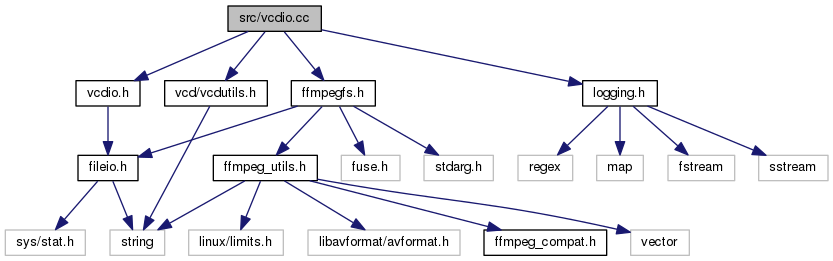 src/vcdio.cc
vcdio.h
vcd/vcdutils.h
ffmpegfs.h
logging.h
fileio.h
ffmpeg_utils.h
fuse.h
stdarg.h
regex
map
fstream
sstream
sys/stat.h
string
linux/limits.h
libavformat/avformat.h
ffmpeg_compat.h
vector